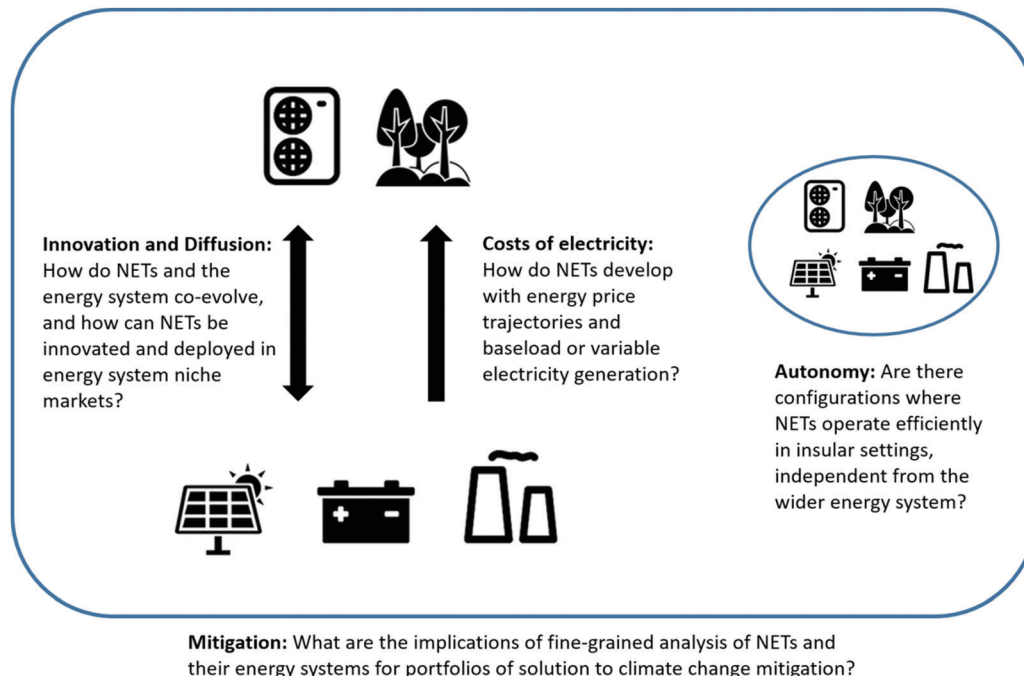 Innovation and Diffusion:
How do NETs and the
energy system co-evolve,
and how can NETs be
innovated and deployed in
energy system niche
markets?
Costs of electricity:
How do NETs develop
with energy price
trajectories and
baseload or variable
electricity generation?
Autonomy: Are there
configurations where
NETs operate efficiently
in insular settings,
independent from the
wider energy system?
Mitigation: What are the implications of fine-grained analysis of NETs and
their energy systems for portfolios of solution to climate change mitigation?